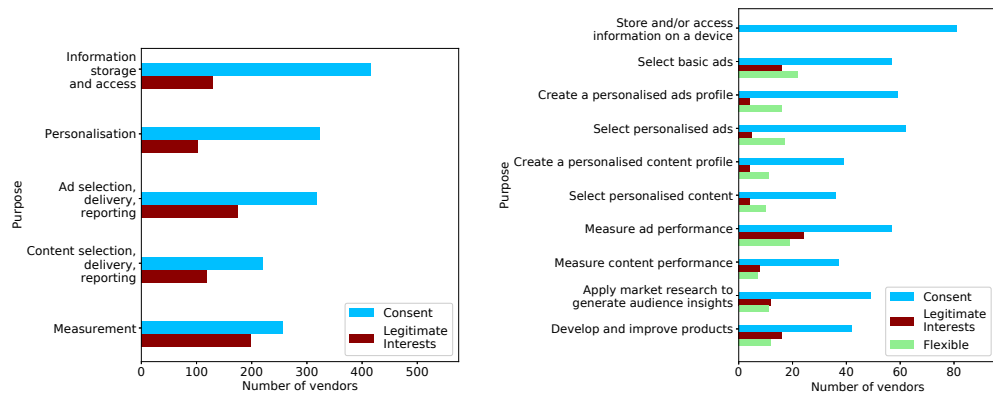 Information
storage
and access
Personalisation
Ad selection,
delivery,
reporting
Content selection,
delivery,
reporting
Measurement
Purpose
0 100 200 300 400 500
Number of vendors
Consent
Legitimate
Interests
Store and/or access
information on a device
Select basic ads
Create a personalised ads profile
Select personalised ads
Create a personalised content profile
Select personalised content
Measure ad performance
Measure content performance
Apply market research to
generate audience insights
Develop and improve products
Purpose
0 20 40 60 80
Number of vendors
Consent
Legitimate
Interests
Flexible